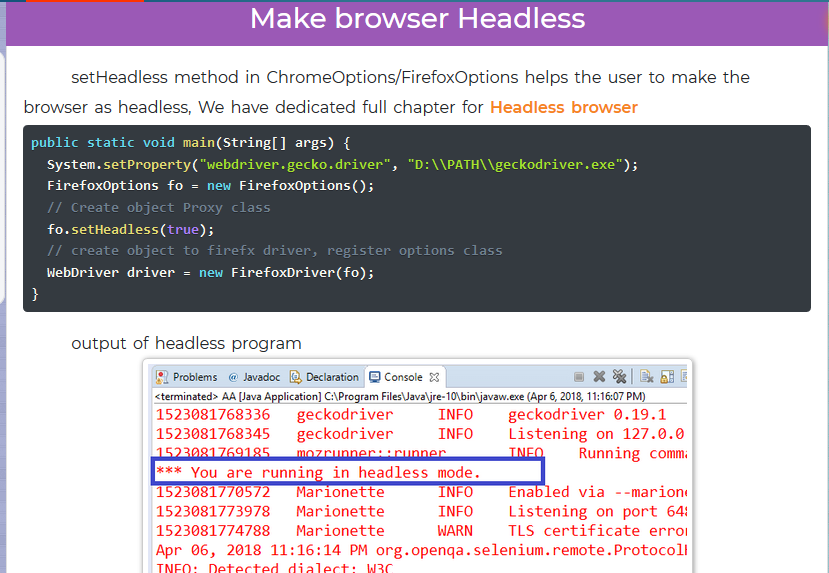 Make browser Headless
setHeadless method in ChromeOptions/FirefoxOptions helps the user to make the
browser as headless, We have dedicated full chapter for Headless browser
public static void main(String[] args) {
System.setProperty("webdriver.gecko.driver", "D:\\PATH\\geckodriver.exe");
FirefoxOptions fo = new FirefoxOptions();
// Create object Proxy class
fo.setHeadless(true);
// create object to firefx driver, register options class
WebDriver driver = new FirefoxDriver(fo);
}
output of headless program
Problems @ Javadoc Declaration Console
<terminated> AA [Java Application] C:\Program Files\Java\jre-10\bin\javaw.exe (Apr 6, 2018, 11:16:07 PM)
1523081768336 geckodriver INFO geckodriver 0.19.1
1523081768345 geckodriver INFO Listening on 127.0.0
1523081769185 mozrunner::runner INFO Running comma
*** You are running in headless mode.
1523081770572 Marionette INFO Enabled via --marione
1523081773978 Marionette INFO Listening on port 648
1523081774788 Marionette WARN TLS certificate error
Apr 06, 2018 11:16:14 PM org.openqa.selenium.remote.Protocol
INFO: Detected dialect: W3C